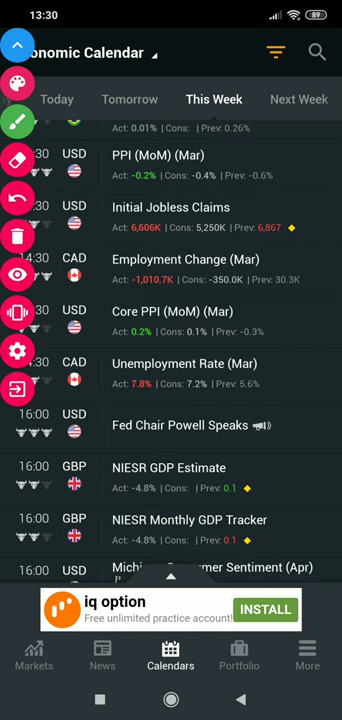 13:30
89
onomic Calendar
Today Tomorrow This Week Next Week
Act: 0.01% | Cons: | Prev: 0.26%
:30 USD PPI (MoM) (Mar)
Act: -0.2% | Cons: -0.4% | Prev: -0.6%
:30 USD Initial Jobless Claims
Act: 6,606K | Cons: 5,250K | Prev: 6,867
14:30 CAD Employment Change (Mar)
Act: -1,010.7K | Cons: -350.0K | Prev: 30.3K
:30 USD Core PPI (MoM) (Mar)
Act: 0.2% | Cons: 0.1% | Prev: -0.3%
4:30 CAD Unemployment Rate (Mar)
Act: 7.8% | Cons: 7.2% | Prev: 5.6%
16:00 USD Fed Chair Powell Speaks
16:00 GBP NIESR GDP Estimate
Act: -4.8% | Cons: | Prev: 0.1
16:00 GBP NIESR Monthly GDP Tracker
Act: -4.8% | Cons: | Prev: 0.1
16:00 USD Sentiment (Apr)
iq option
Free unlimited practice account!
INSTALL
Markets News Calendars Portfolio More